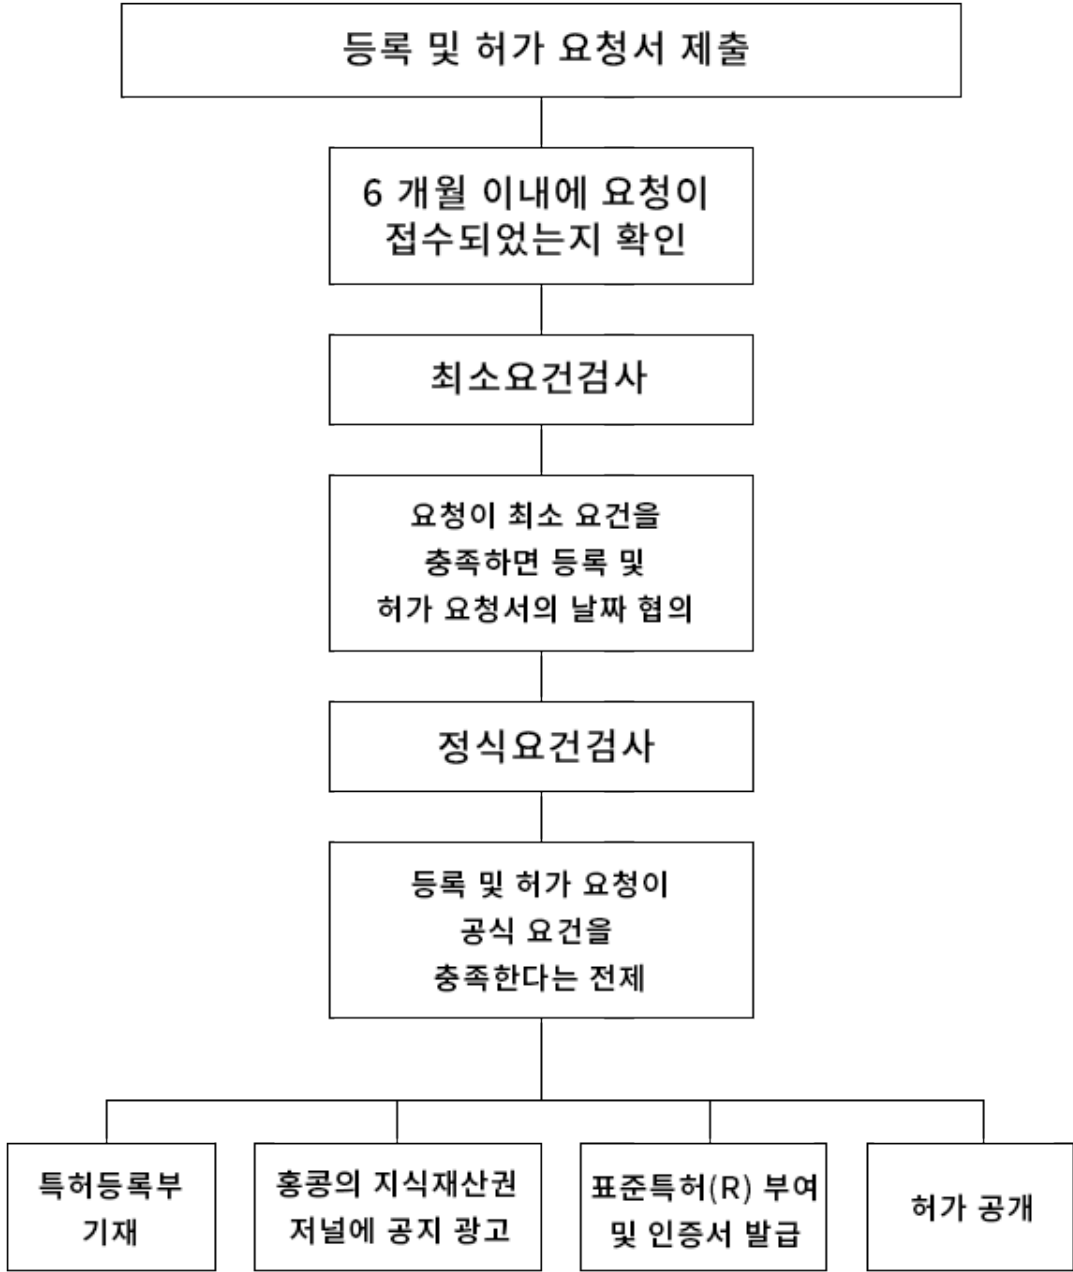 등록 및 허가 요청서 제출
6 개월 이내에 요청이
접수되었는지 확인
최소요건검사
요청이 최소 요건을
충족하면 등록 및
허가 요청서의 날짜 협의
정식요건검사
등록 및 허가 요청이
공식 요건을
충족한다는 전제
특허등록부
기재
홍콩의 지식재산권
저널에 공지 광고
표준특허(R) 부여
및 인증서 발급
허가 공개